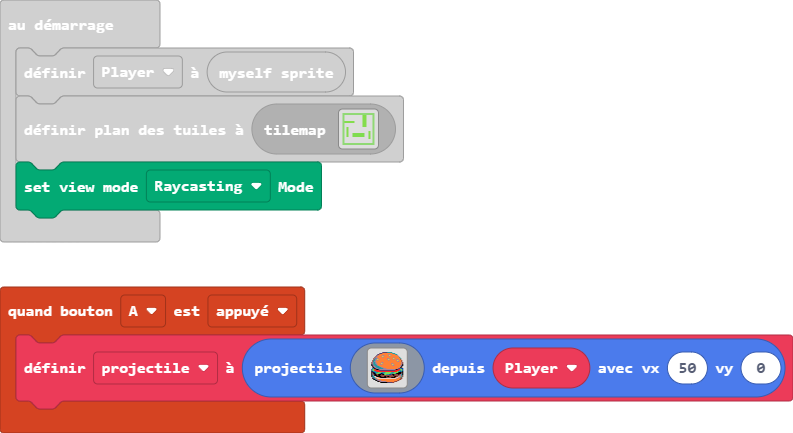 au démarrage
définir Player à myself sprite
définir plan des tuiles à tilemap
set view mode Raycasting Mode
quand bouton A est appuyé
définir projectile à projectile depuis Player avec vx 50 vy 0